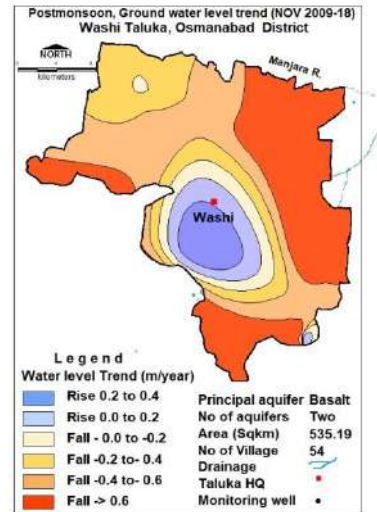 Postmonsoon, Ground water level trend (NOV 2009-18)
Washi Taluka, Osmanabad District
NORTH
kilometers
Manjara R.
Washi
Legend
Water level Trend (m/year)
Rise 0.2 to 0.4
Rise 0.0 to 0.2
Fall - 0.0 to -0.2
Fall -0.2 to- 0.4
Fall -0.4 to- 0.6
Fall -> 0.6
Principal aquifer Basalt
No of aquifers Two
Area (Sqkm) 535.19
No of Village 54
Drainage
Taluka HQ
Monitoring well